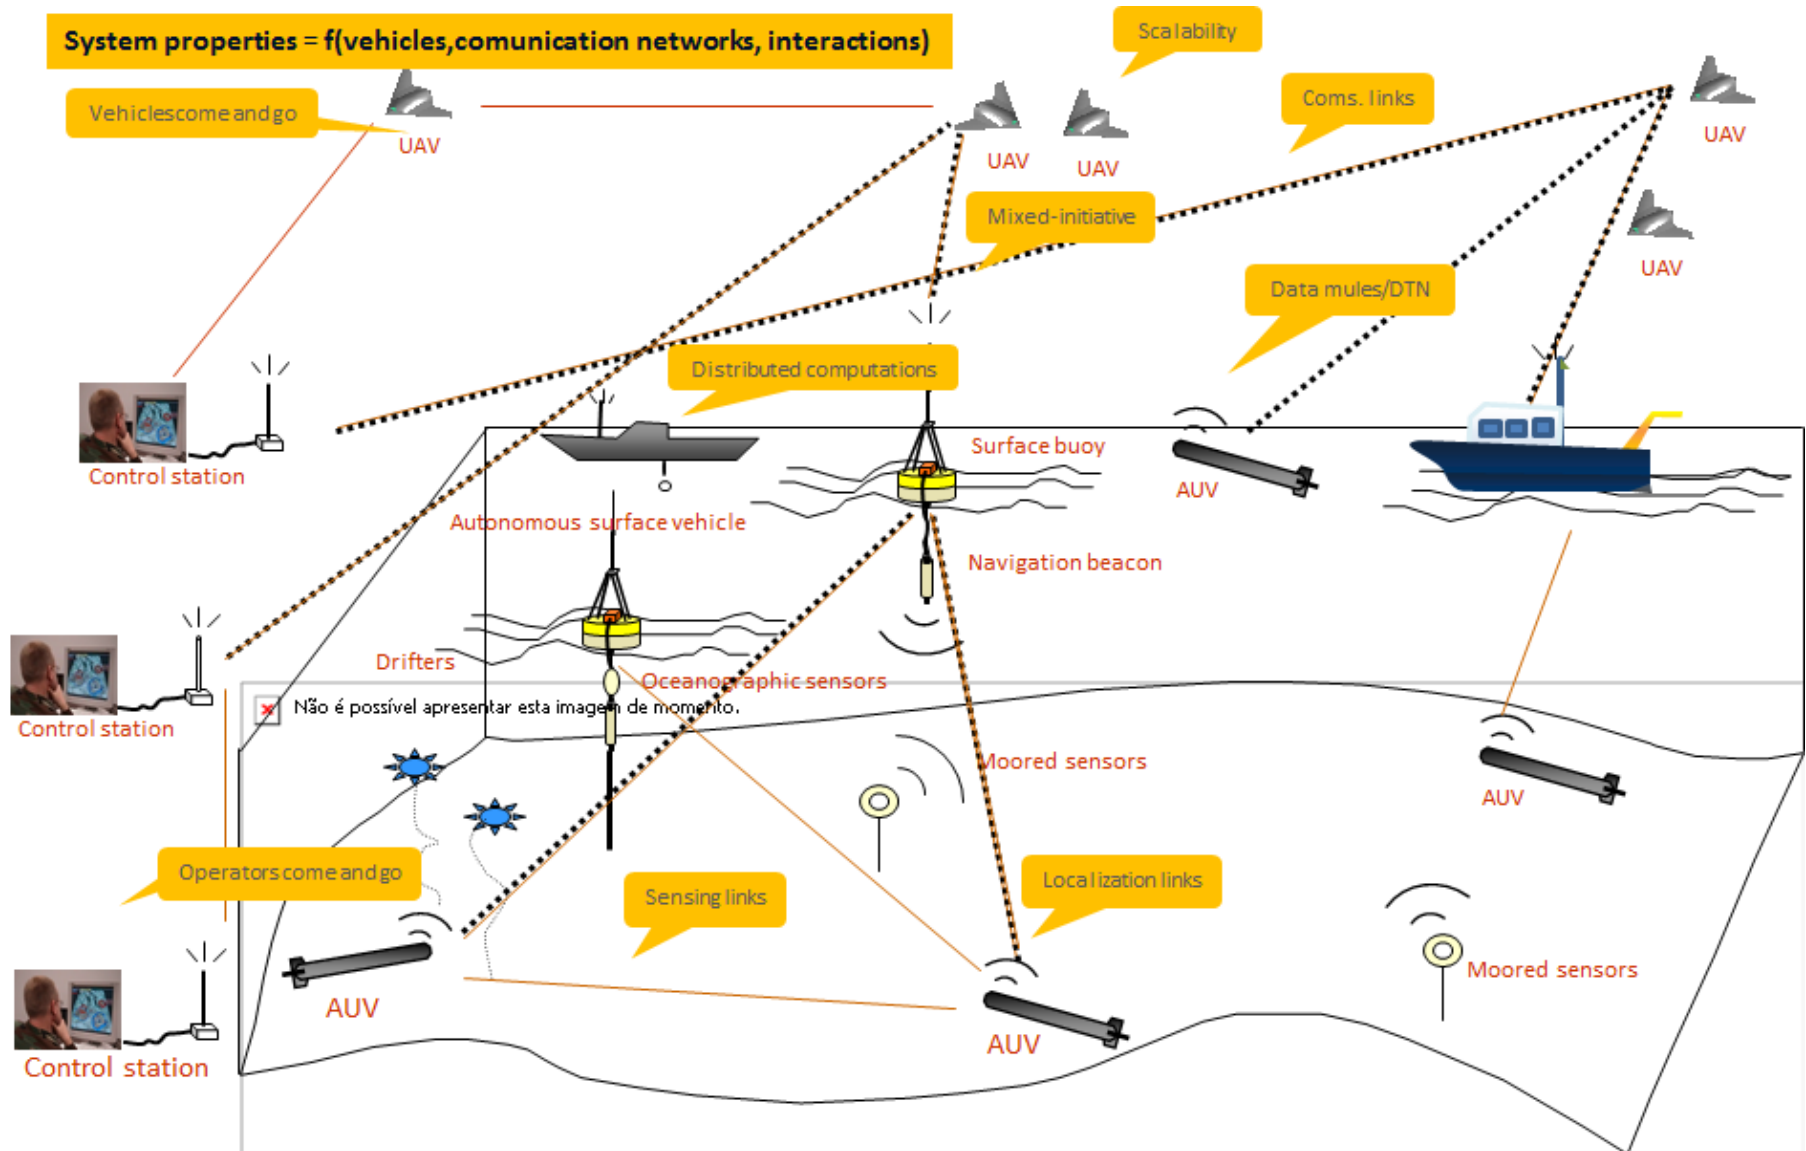 System properties = f(vehicles,comunication networks, interactions)
Scalability
Vehicles come and go
Coms. links
UAV
UAV
UAV
UAV
UAV
Mixed-initiative
Data mules/DTN
Distributed computations
Control station
Surface buoy
AUV
Autonomous surface vehicle
Navigation beacon
Drifters
Oceanographic sensors
Não é possível apresentar esta imagem de momento.
Control station
Moored sensors
AUV
Operators come and go
Sensing links
Localization links
Moored sensors
AUV
AUV
Control station